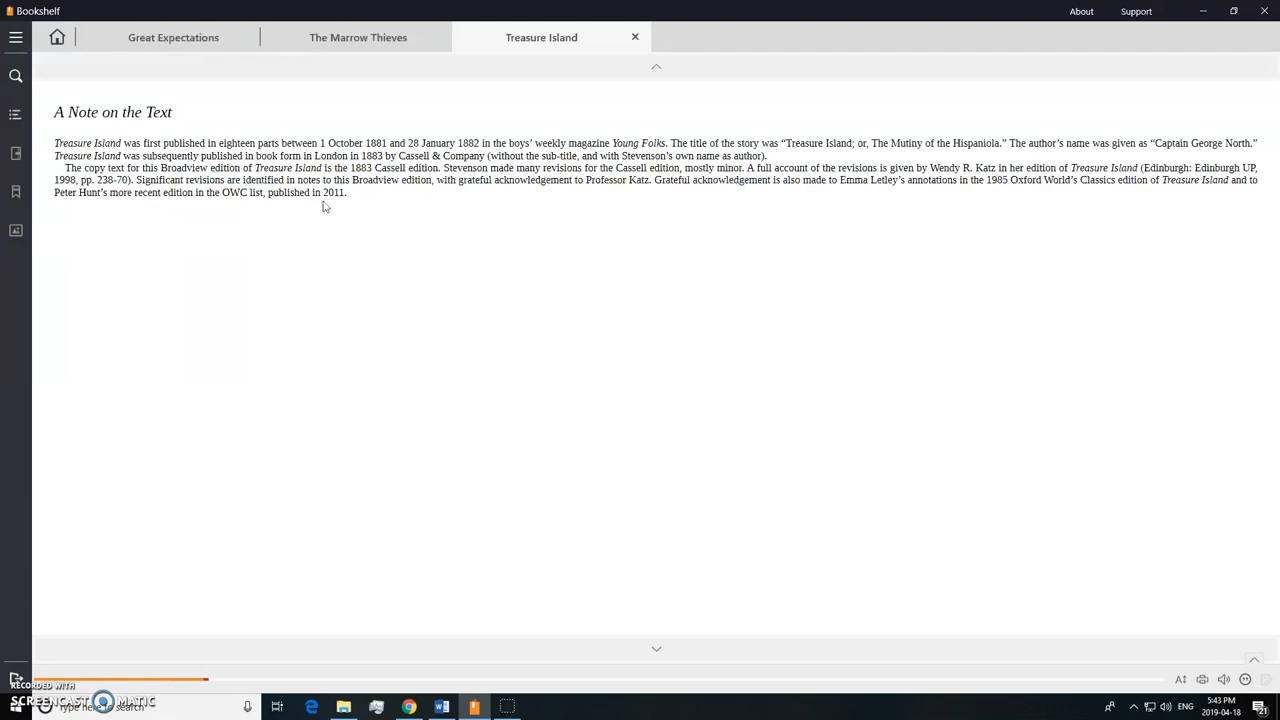 Bookshelf
About
Support
Great Expectations
The Marrow Thieves
Treasure Island
A Note on the Text
Treasure Island was first published in eighteen parts between 1 October 1881 and 28 January 1882 in the boys’ weekly magazine Young Folks. The title of the story was “Treasure Island; or, The Mutiny of the Hispaniola.” The author’s name was given as “Captain George North.”
Treasure Island was subsequently published in book form in London in 1883 by Cassell & Company (without the sub-title, and with Stevenson’s own name as author).
The copy text for this Broadview edition of Treasure Island is the 1883 Cassell edition. Stevenson made many revisions for the Cassell edition, mostly minor. A full account of the revisions is given by Wendy R. Katz in her edition of Treasure Island (Edinburgh: Edinburgh UP,
1998, pp. 238-70). Significant revisions are identified in notes to this Broadview edition, with grateful acknowledgement to Professor Katz. Grateful acknowledgement is also made to Emma Letley’s annotations in the 1985 Oxford World’s Classics edition of Treasure Island and to
Peter Hunt’s more recent edition in the OWC list, published in 2011.
RECORDED WITH
SCREENCAST MATIC
Type here to search
ENG
5:43 PM
2019-04-18
21